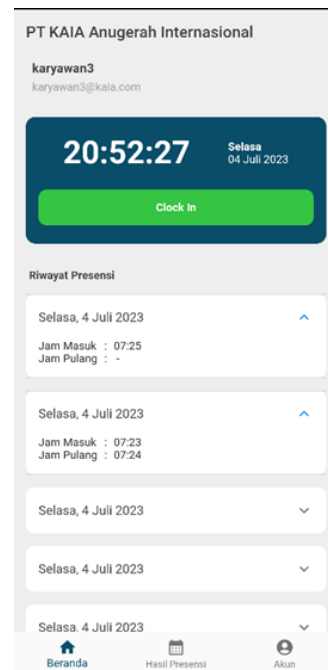 PT KAIA Anugerah Internasional
karyawan3
karyawan3@kaia.com
20:52:27
Selasa
04 Juli 2023
Clock In
Riwayat Presensi
Selasa, 4 Juli 2023
Jam Masuk : 07:25
Jam Pulang : -
Selasa, 4 Juli 2023
Jam Masuk : 07:23
Jam Pulang : 07:24
Selasa, 4 Juli 2023
Selasa, 4 Juli 2023
Selasa, 4 Juli 2023
Beranda
Hasil Presensi
Akun